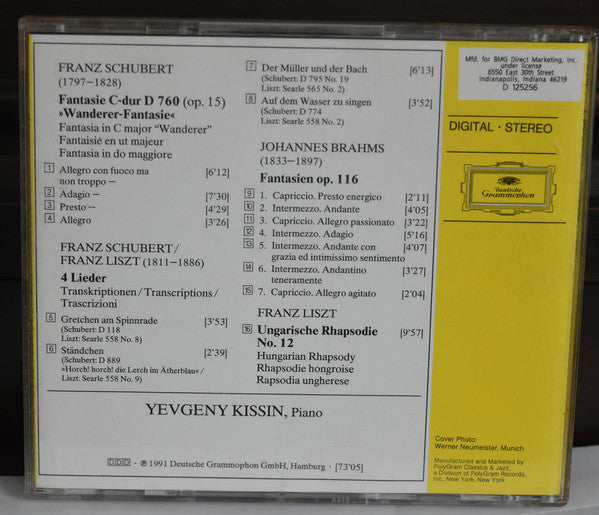 FRANZ SCHUBERT
(1797–1828)
Fantasie C-dur D 760 (op. 15)
»Wanderer-Fantasie«
Fantasia in C major “Wanderer”
Fantaisie en ut majeur
Fantasia in do maggiore
1 Allegro con fuoco ma
non troppo – [6'12]
2 Adagio – [7'30]
3 Presto – [4'29]
4 Allegro [3'26]
FRANZ SCHUBERT/
FRANZ LISZT (1811–1886)
4 Lieder
Transkriptionen/Transcriptions/
Trascrizioni
5 Gretchen am Spinnrade [3'53]
(Schubert: D 118
Liszt: Searle 558 No. 8)
6 Ständchen [2'39]
(Schubert: D 889
»Horch! horch! die Lerch im Ätherblau«/
Liszt: Searle 558 No. 9)
7 Der Müller und der Bach [6'13]
(Schubert: D 795 No. 19
Liszt: Searle 565 No. 2)
8 Auf dem Wasser zu singen [3'52]
(Schubert: D 774
Liszt: Searle 558 No. 2)
JOHANNES BRAHMS
(1833–1897)
Fantasien op. 116
9 1. Capriccio. Presto energico [2'11]
10 2. Intermezzo. Andante [4'05]
11 3. Capriccio. Allegro passionato [3'22]
12 4. Intermezzo. Adagio [5'16]
13 5. Intermezzo. Andante con [4'07]
grazia ed intimissimo sentimento
14 6. Intermezzo. Andantino [3'27]
teneramente
15 7. Capriccio. Allegro agitato [2'04]
FRANZ LISZT
16 Ungarische Rhapsodie [9'57]
No. 12
Hungarian Rhapsody
Rhapsodie hongroise
Rapsodia ungherese
YEVGENY KISSIN, Piano
DDD · ℗ 1991 Deutsche Grammophon GmbH, Hamburg · [73'05]
Mfd. for BMG Direct Marketing, Inc.
under license
6550 East 30th Street
Indianapolis, Indiana 46219
D 125256
DIGITAL · STEREO
Deutsche
Grammophon
Cover Photo:
Werner Neumeister, Munich
Manufactured and Marketed by
PolyGram Classics & Jazz,
a Division of PolyGram Records,
Inc., New York, New York